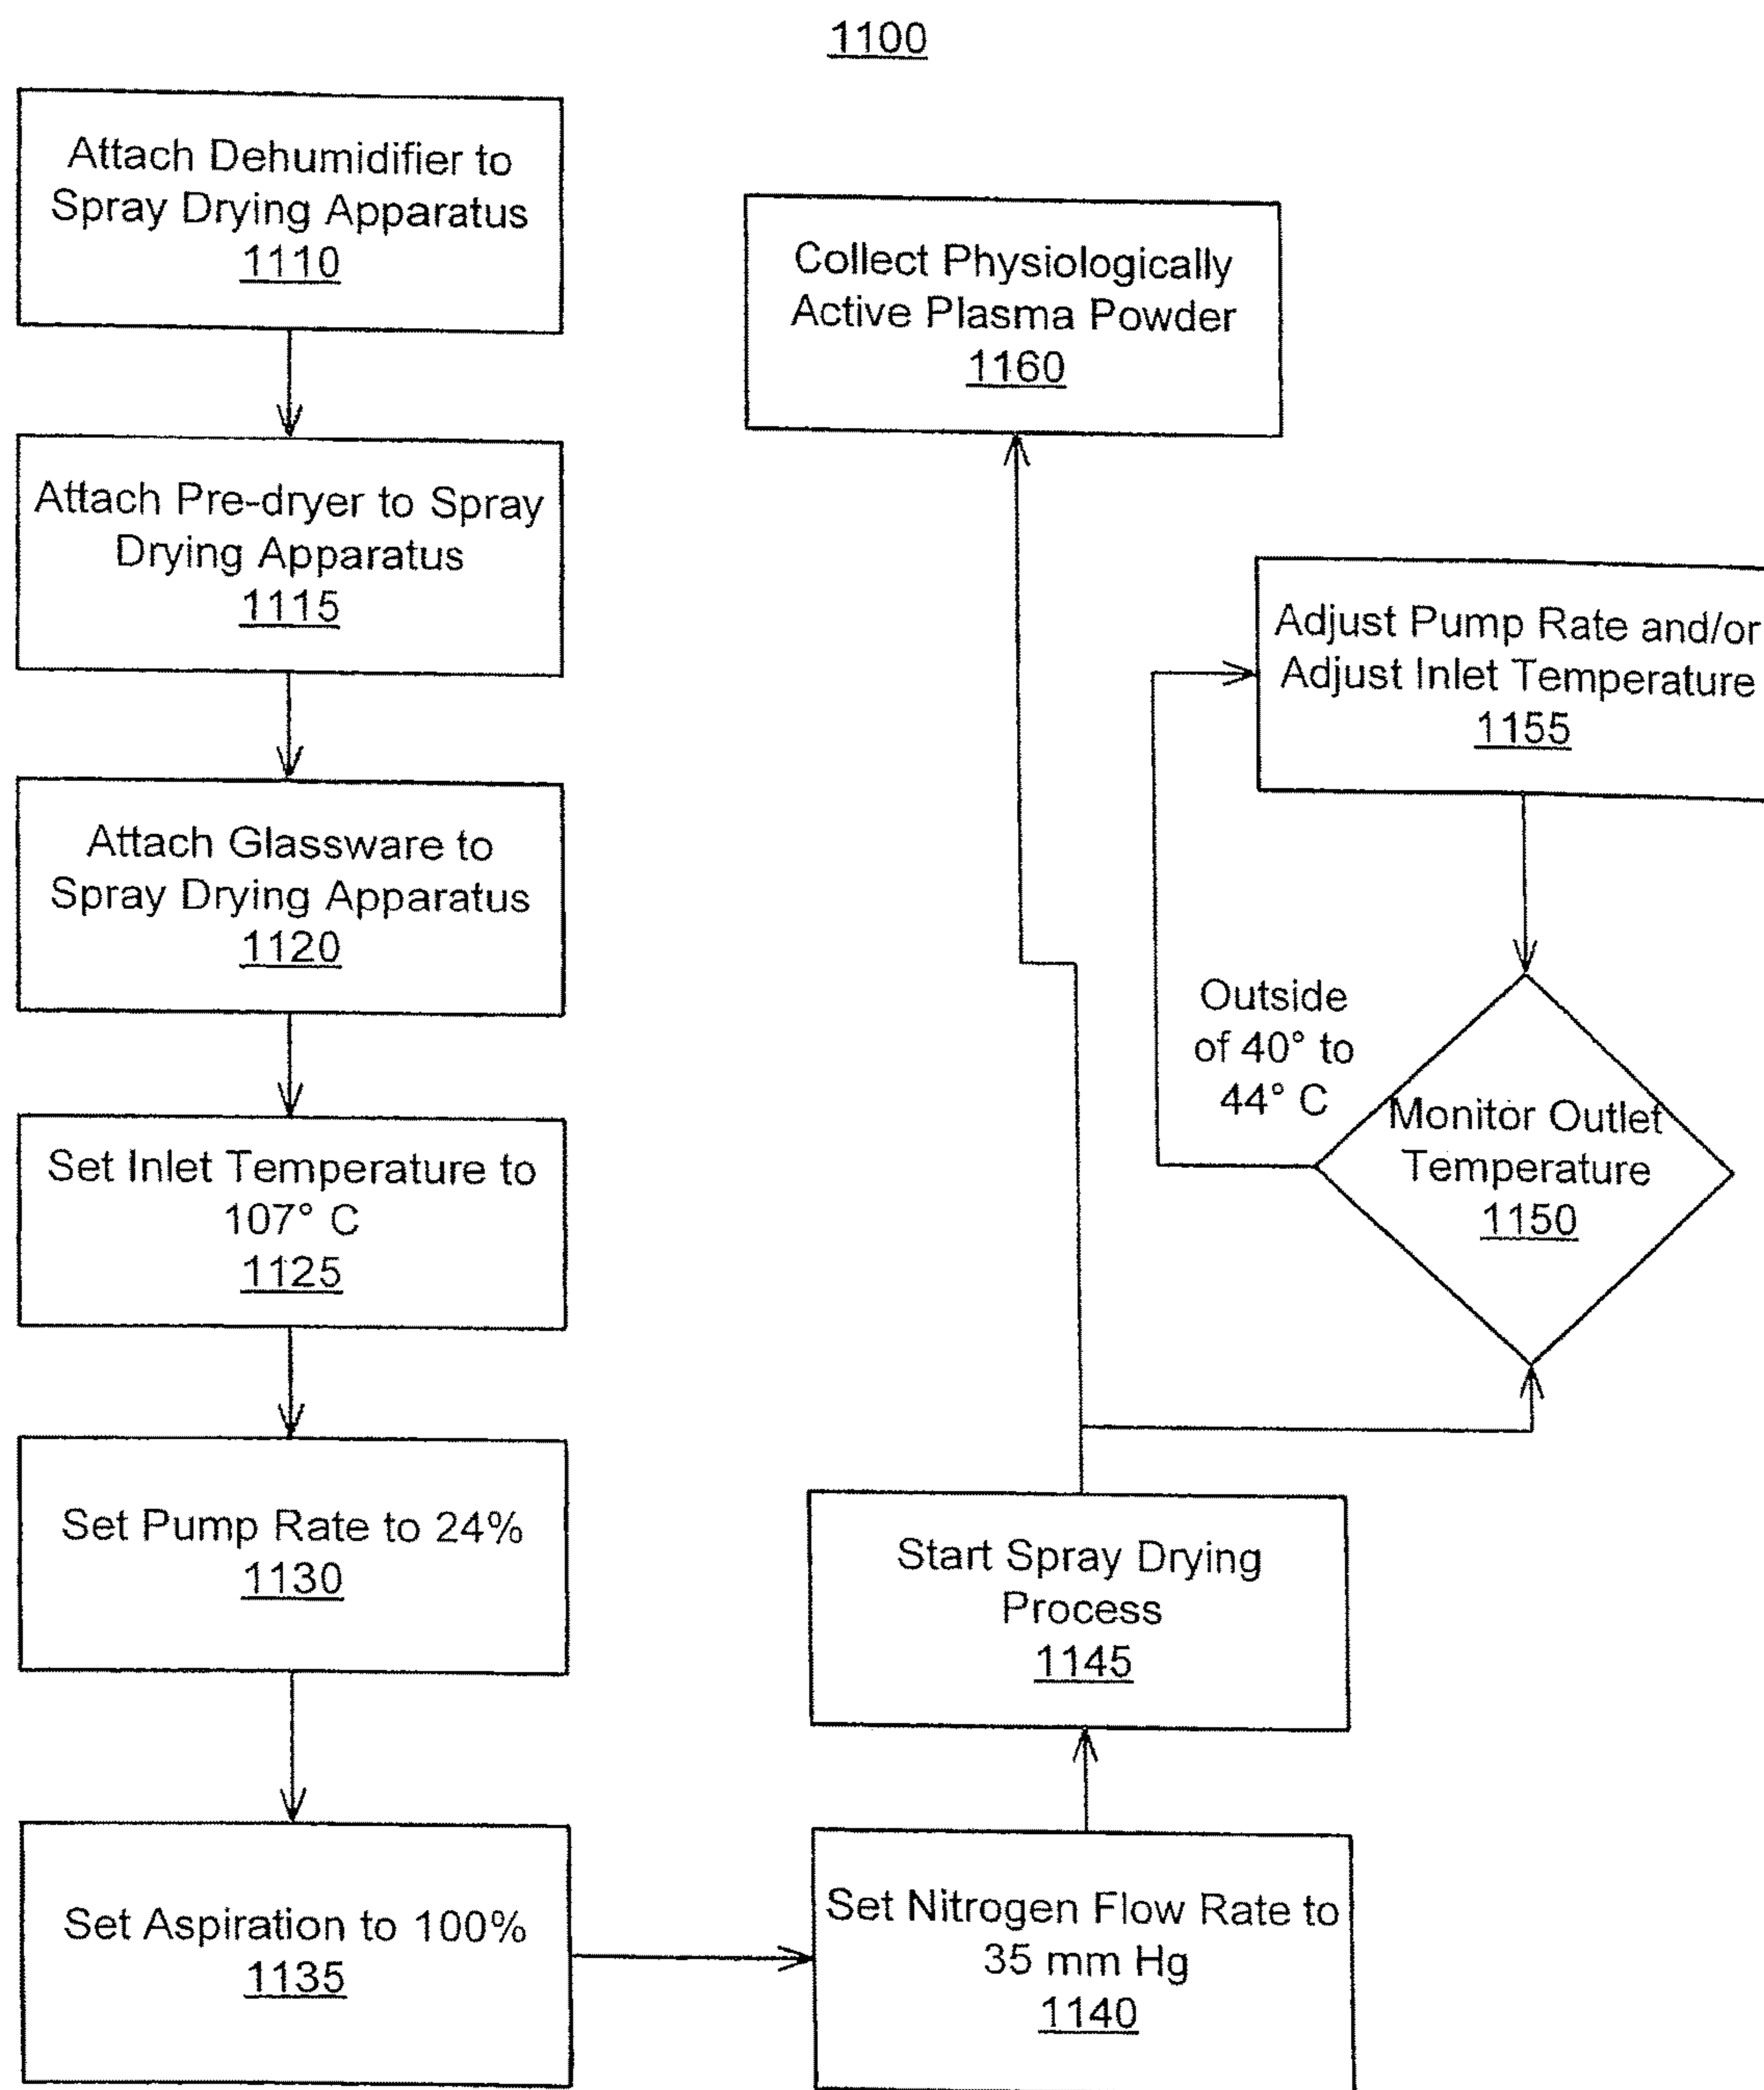 1100
Attach Dehumidifier to
Spray Drying Apparatus
1110
Attach Pre-dryer to Spray
Drying Apparatus
1115
Attach Glassware to
Spray Drying Apparatus
1120
Set Inlet Temperature to
107° C
1125
Set Pump Rate to 24%
1130
Set Aspiration to 100%
1135
Set Nitrogen Flow Rate to
35 mm Hg
1140
Start Spray Drying
Process
1145
Monitor Outlet
Temperature
1150
Outside
of 40° to
44° C
Adjust Pump Rate and/or
Adjust Inlet Temperature
1155
Collect Physiologically
Active Plasma Powder
1160